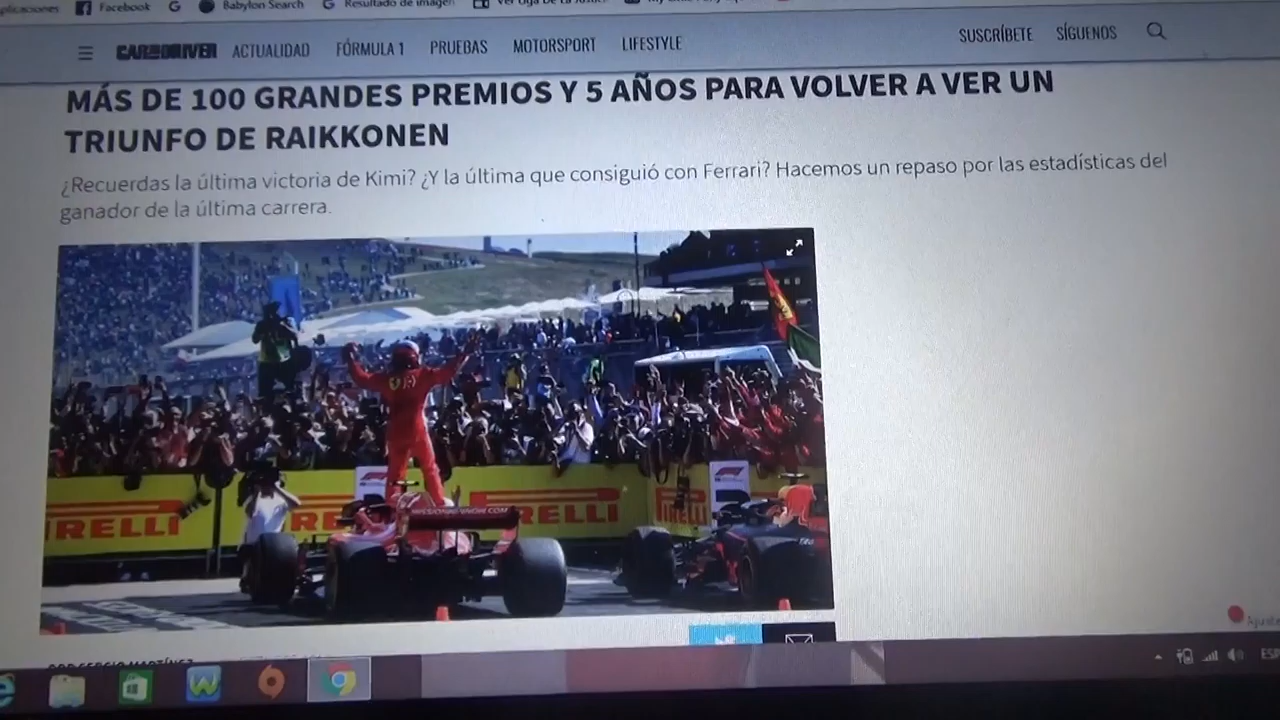 Facebook G Babylon Search G Resultado de imagen
CAR AND DRIVER ACTUALIDAD FÓRMULA 1 PRUEBAS MOTORSPORT LIFESTYLE SUSCRÍBETE SÍGUENOS
MÁS DE 100 GRANDES PREMIOS Y 5 AÑOS PARA VOLVER A VER UN
TRIUNFO DE RAIKKONEN
¿Recuerdas la última victoria de Kimi? ¿Y la última que consiguió con Ferrari? Hacemos un repaso por las estadísticas del
ganador de la última carrera.
PIRELLI
ESP